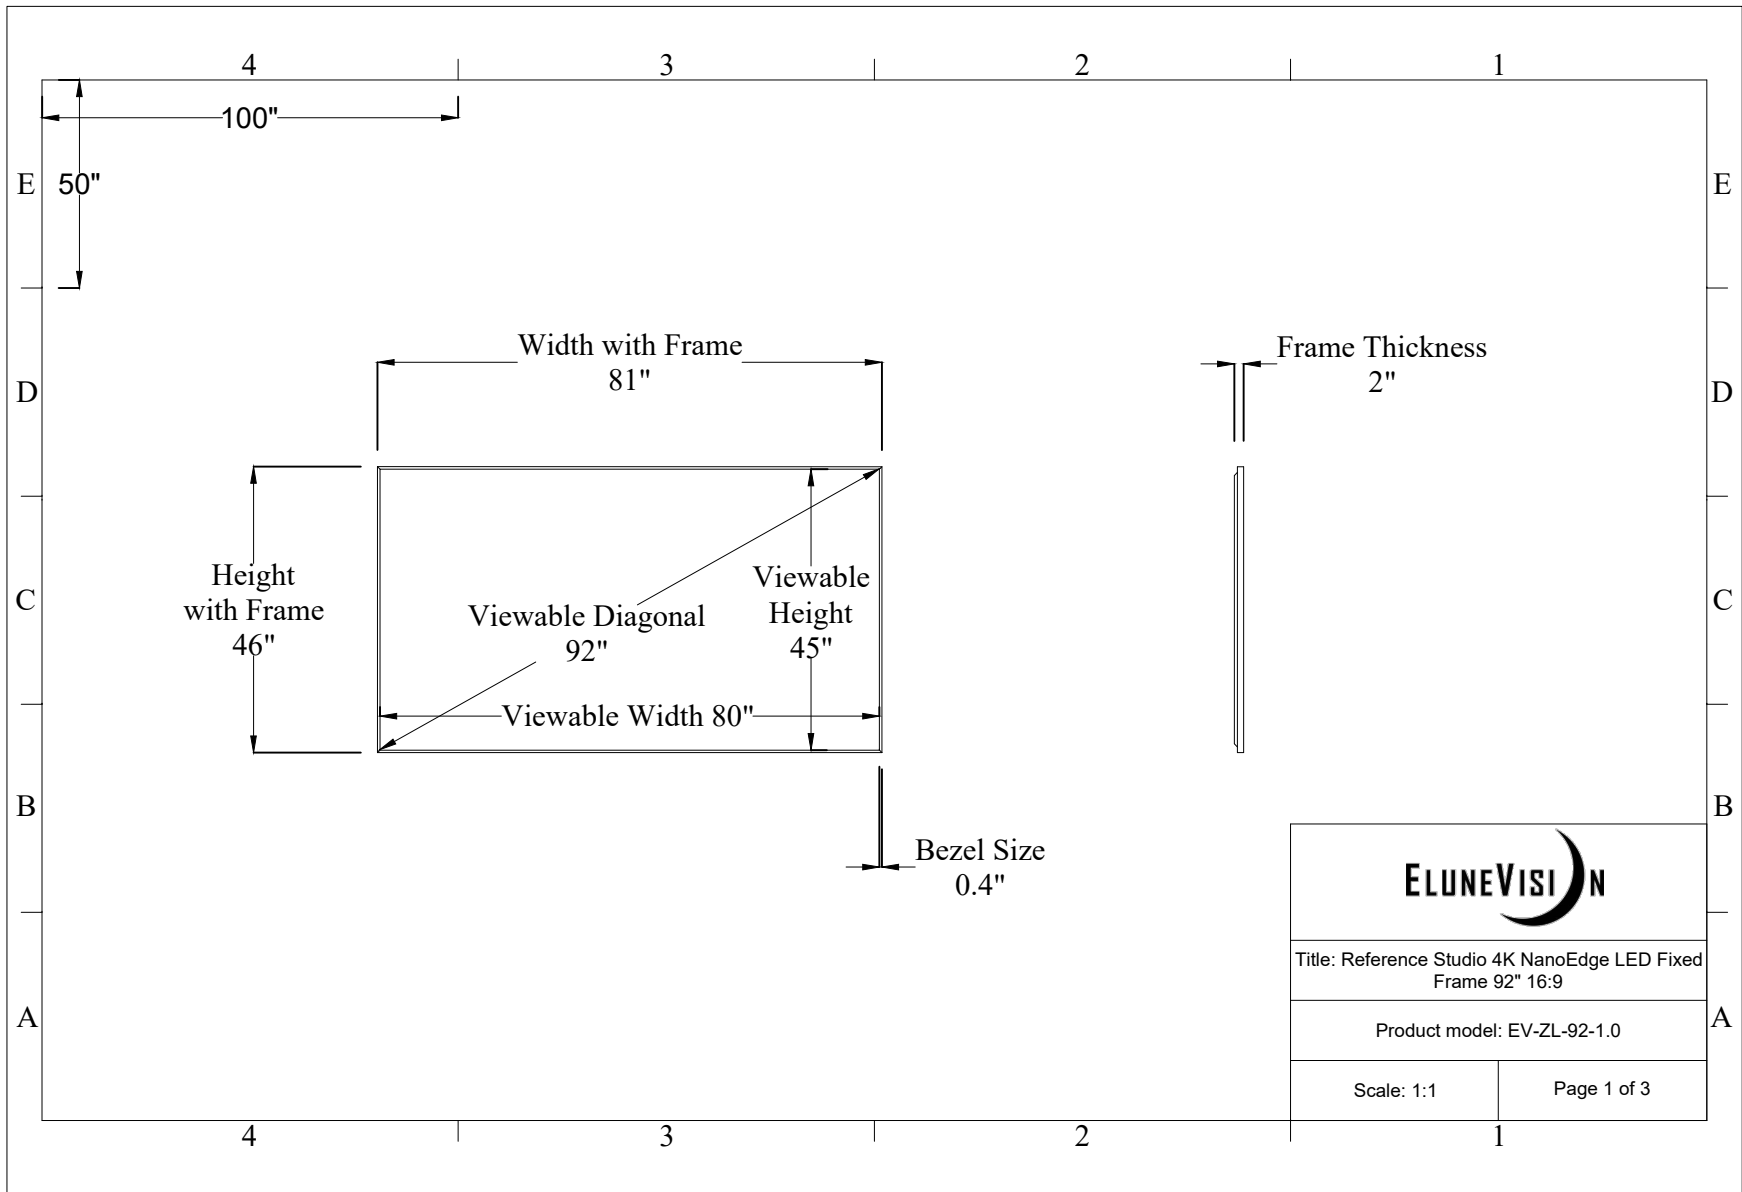 4 3 2 1
100"
E 50" E
Width with Frame
81"
Frame Thickness
2"
D D
Height
with Frame
46"
Viewable Diagonal
92"
Viewable
Height
45"
C C
Viewable Width 80"
B B
Bezel Size
0.4"
ELUNEVISION
Title: Reference Studio 4K NanoEdge LED Fixed
Frame 92" 16:9
Product model: EV-ZL-92-1.0
A A
Scale: 1:1
Page 1 of 3
4 3 2 1